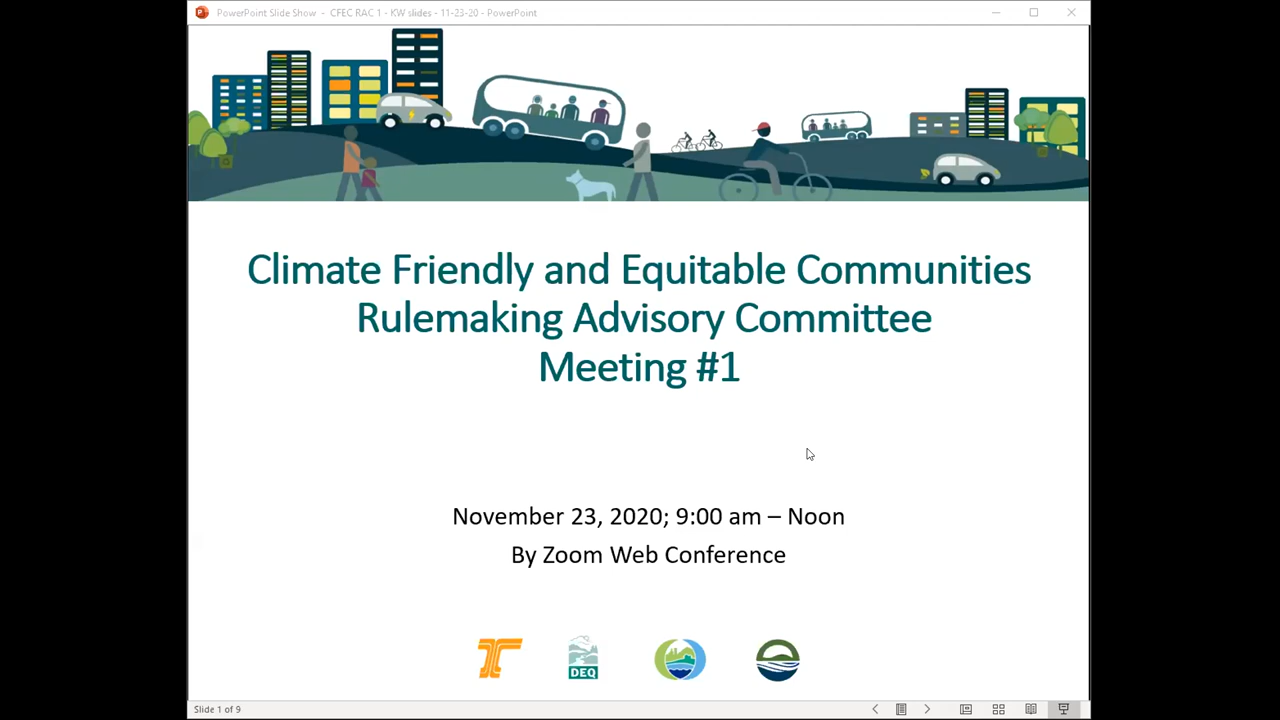 PowerPoint Slide Show - CFEC RAC 1 - KW slides - 11-23-20 - PowerPoint
Climate Friendly and Equitable Communities
Rulemaking Advisory Committee
Meeting #1
November 23, 2020; 9:00 am – Noon
By Zoom Web Conference
DEQ
Slide 1 of 9